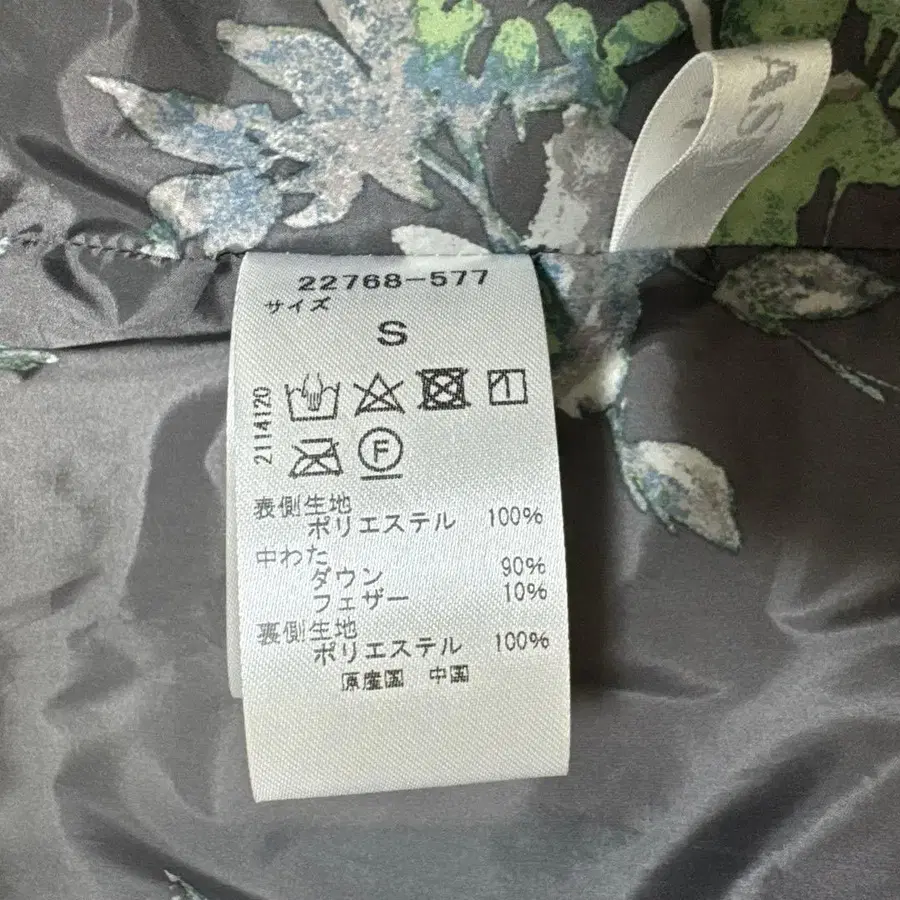 22768-577
サイズ
S
2114120
F
表側生地
ポリエステル 100%
中わた
ダウン 90%
フェザー 10%
裏側生地
ポリエステル 100%
原産国 中国